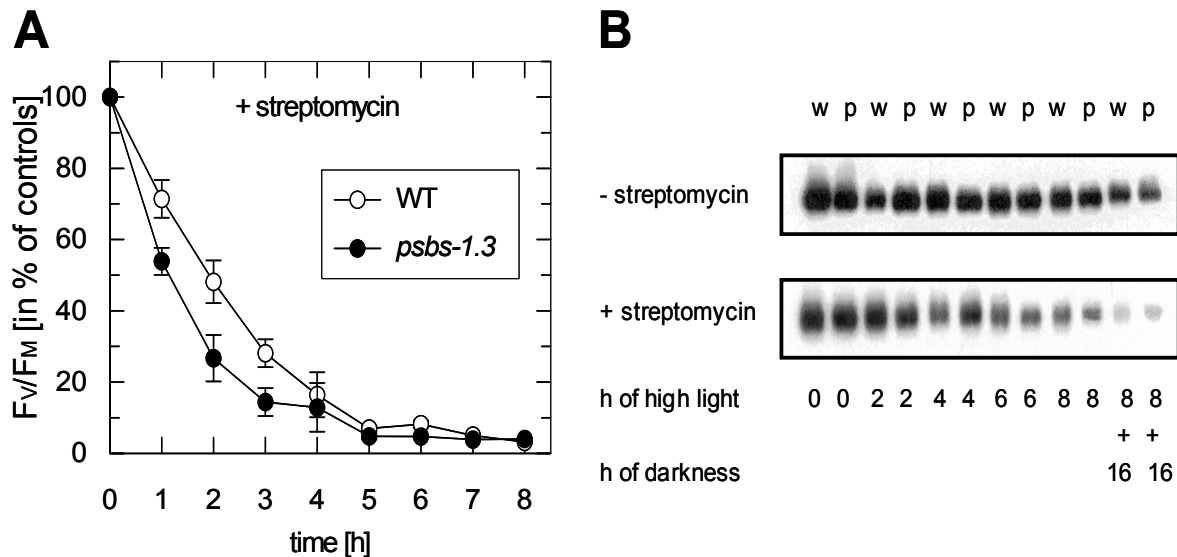 A
Fv/FM [in % of controls]
100
80
60
40
20
0
+ streptomycin
WT
psbs-1.3
0 1 2 3 4 5 6 7 8
time [h]
B
w p w p w p w p w p w p
- streptomycin
+ streptomycin
h of high light 0 0 2 2 4 4 6 6 8 8 8 8
+ +
h of darkness 16 16